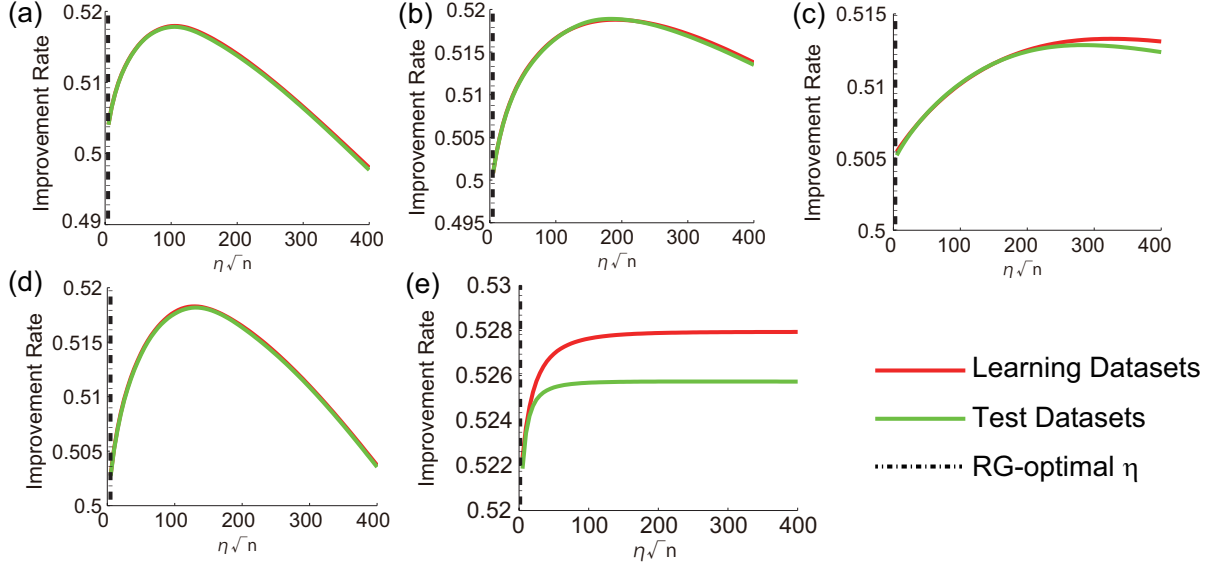 (a)
0.52
0.51
0.5
0.49
Improvement Rate
0 100 200 300 400
η√n
(b)
0.52
0.515
0.51
0.505
0.5
0.495
Improvement Rate
0 100 200 300 400
η√n
(c)
0.515
0.51
0.505
0.5
Improvement Rate
0 100 200 300 400
η√n
(d)
0.52
0.515
0.51
0.505
0.5
Improvement Rate
0 100 200 300 400
η√n
(e)
0.53
0.528
0.526
0.524
0.522
0.52
Improvement Rate
0 100 200 300 400
η√n
Learning Datasets
Test Datasets
RG-optimal η